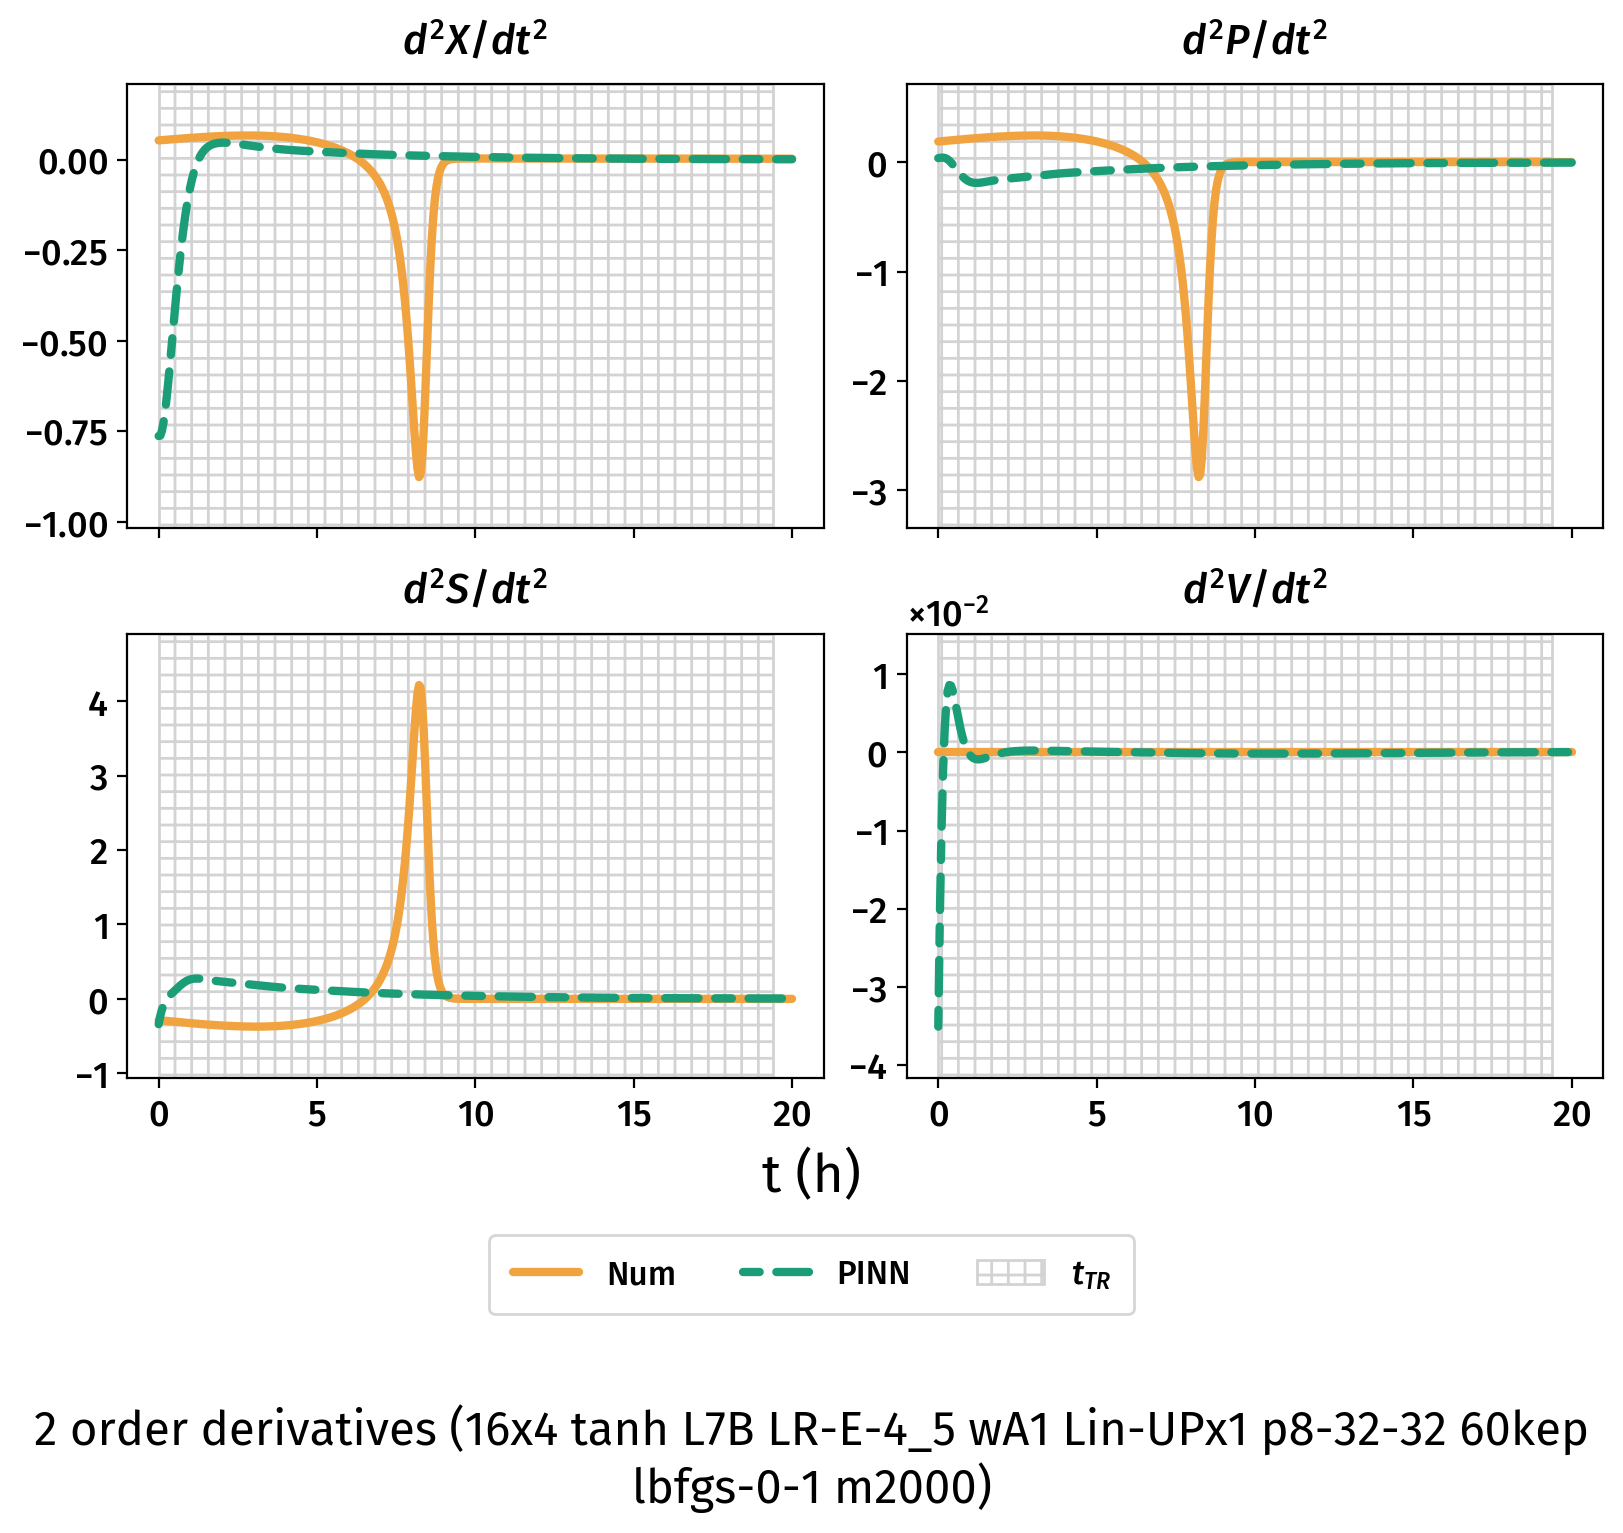 d²X/dt²
d²P/dt²
0.00
−0.25
−0.50
−0.75
−1.00
0
−1
−2
−3
d²S/dt²
d²V/dt²
×10⁻²
4
3
2
1
0
−1
1
0
−1
−2
−3
−4
0 5 10 15 20
0 5 10 15 20
t (h)
Num PINN t_TR
2 order derivatives (16x4 tanh L7B LR-E-4_5 wA1 Lin-UPx1 p8-32-32 60kep
lbfgs-0-1 m2000)